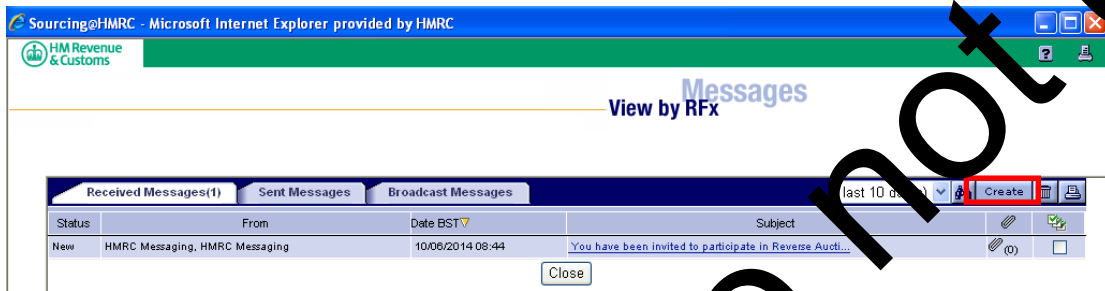 Sourcing@HMRC - Microsoft Internet Explorer provided by HMRC
HM Revenue
& Customs
Messages
View by RFx
Received Messages(1) Sent Messages Broadcast Messages last 10 Create
Status From Date BST Subject
New HMRC Messaging, HMRC Messaging 10/06/2014 08:44 You have been invited to participate in Reverse Aucti... (0)
Close
not